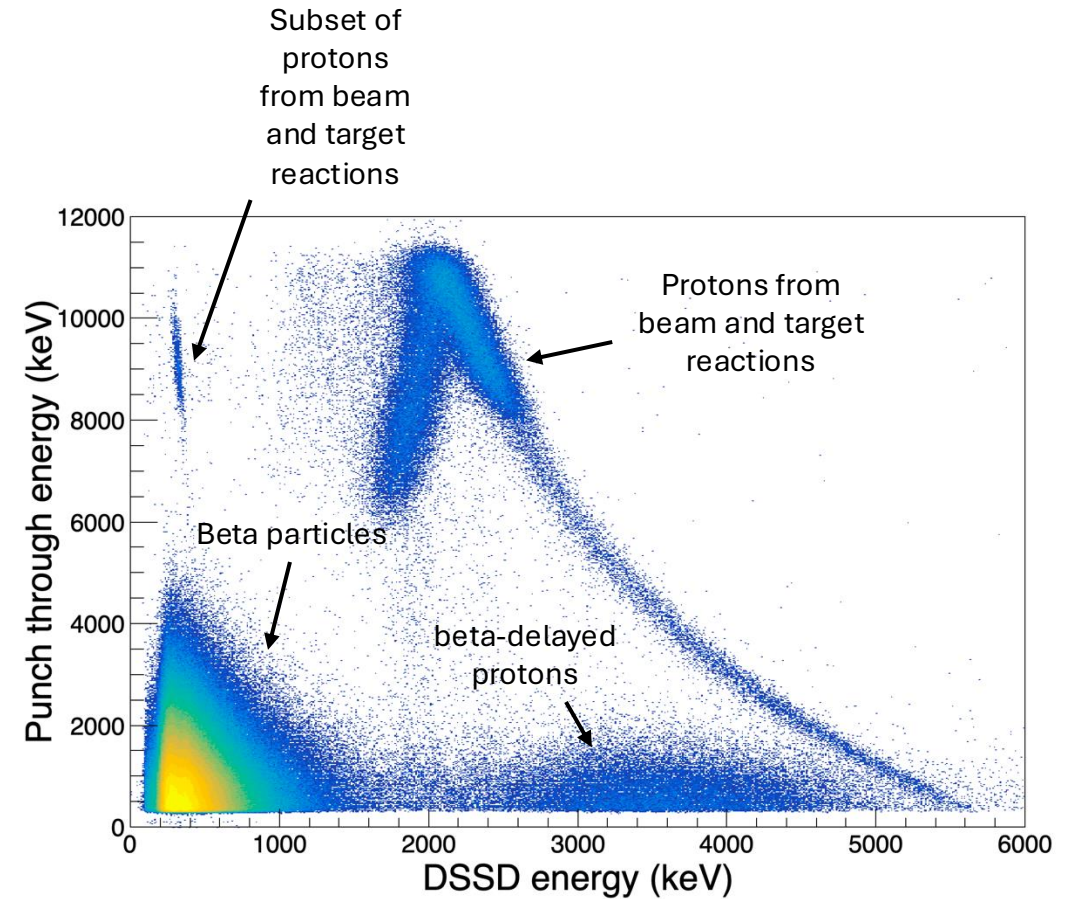 Subset of
protons
from beam
and target
reactions
12000
10000
8000
6000
4000
2000
0
Punch through energy (keV)
Protons from
beam and target
reactions
Beta particles
beta-delayed
protons
0
1000
2000
3000
4000
5000
6000
DSSD energy (keV)